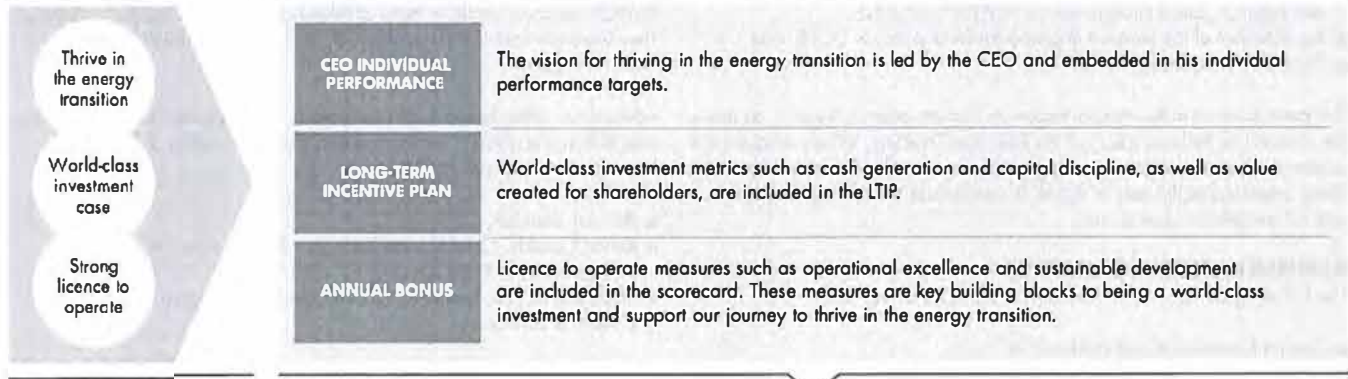 Thrive in
the energy
transition
World-class
investment
case
Strong
licence to
operate
CEO INDIVIDUAL
PERFORMANCE
The vision for thriving in the energy transition is led by the CEO and embedded in his individual
performance targets.
LONG-TERM
INCENTIVE PLAN
World-class investment metrics such as cash generation and capital discipline, as well as value
created for shareholders, are included in the LTIP.
ANNUAL BONUS
Licence to operate measures such as operational excellence and sustainable development
are included in the scorecard. These measures are key building blocks to being a world-class
investment and support our journey to thrive in the energy transition.